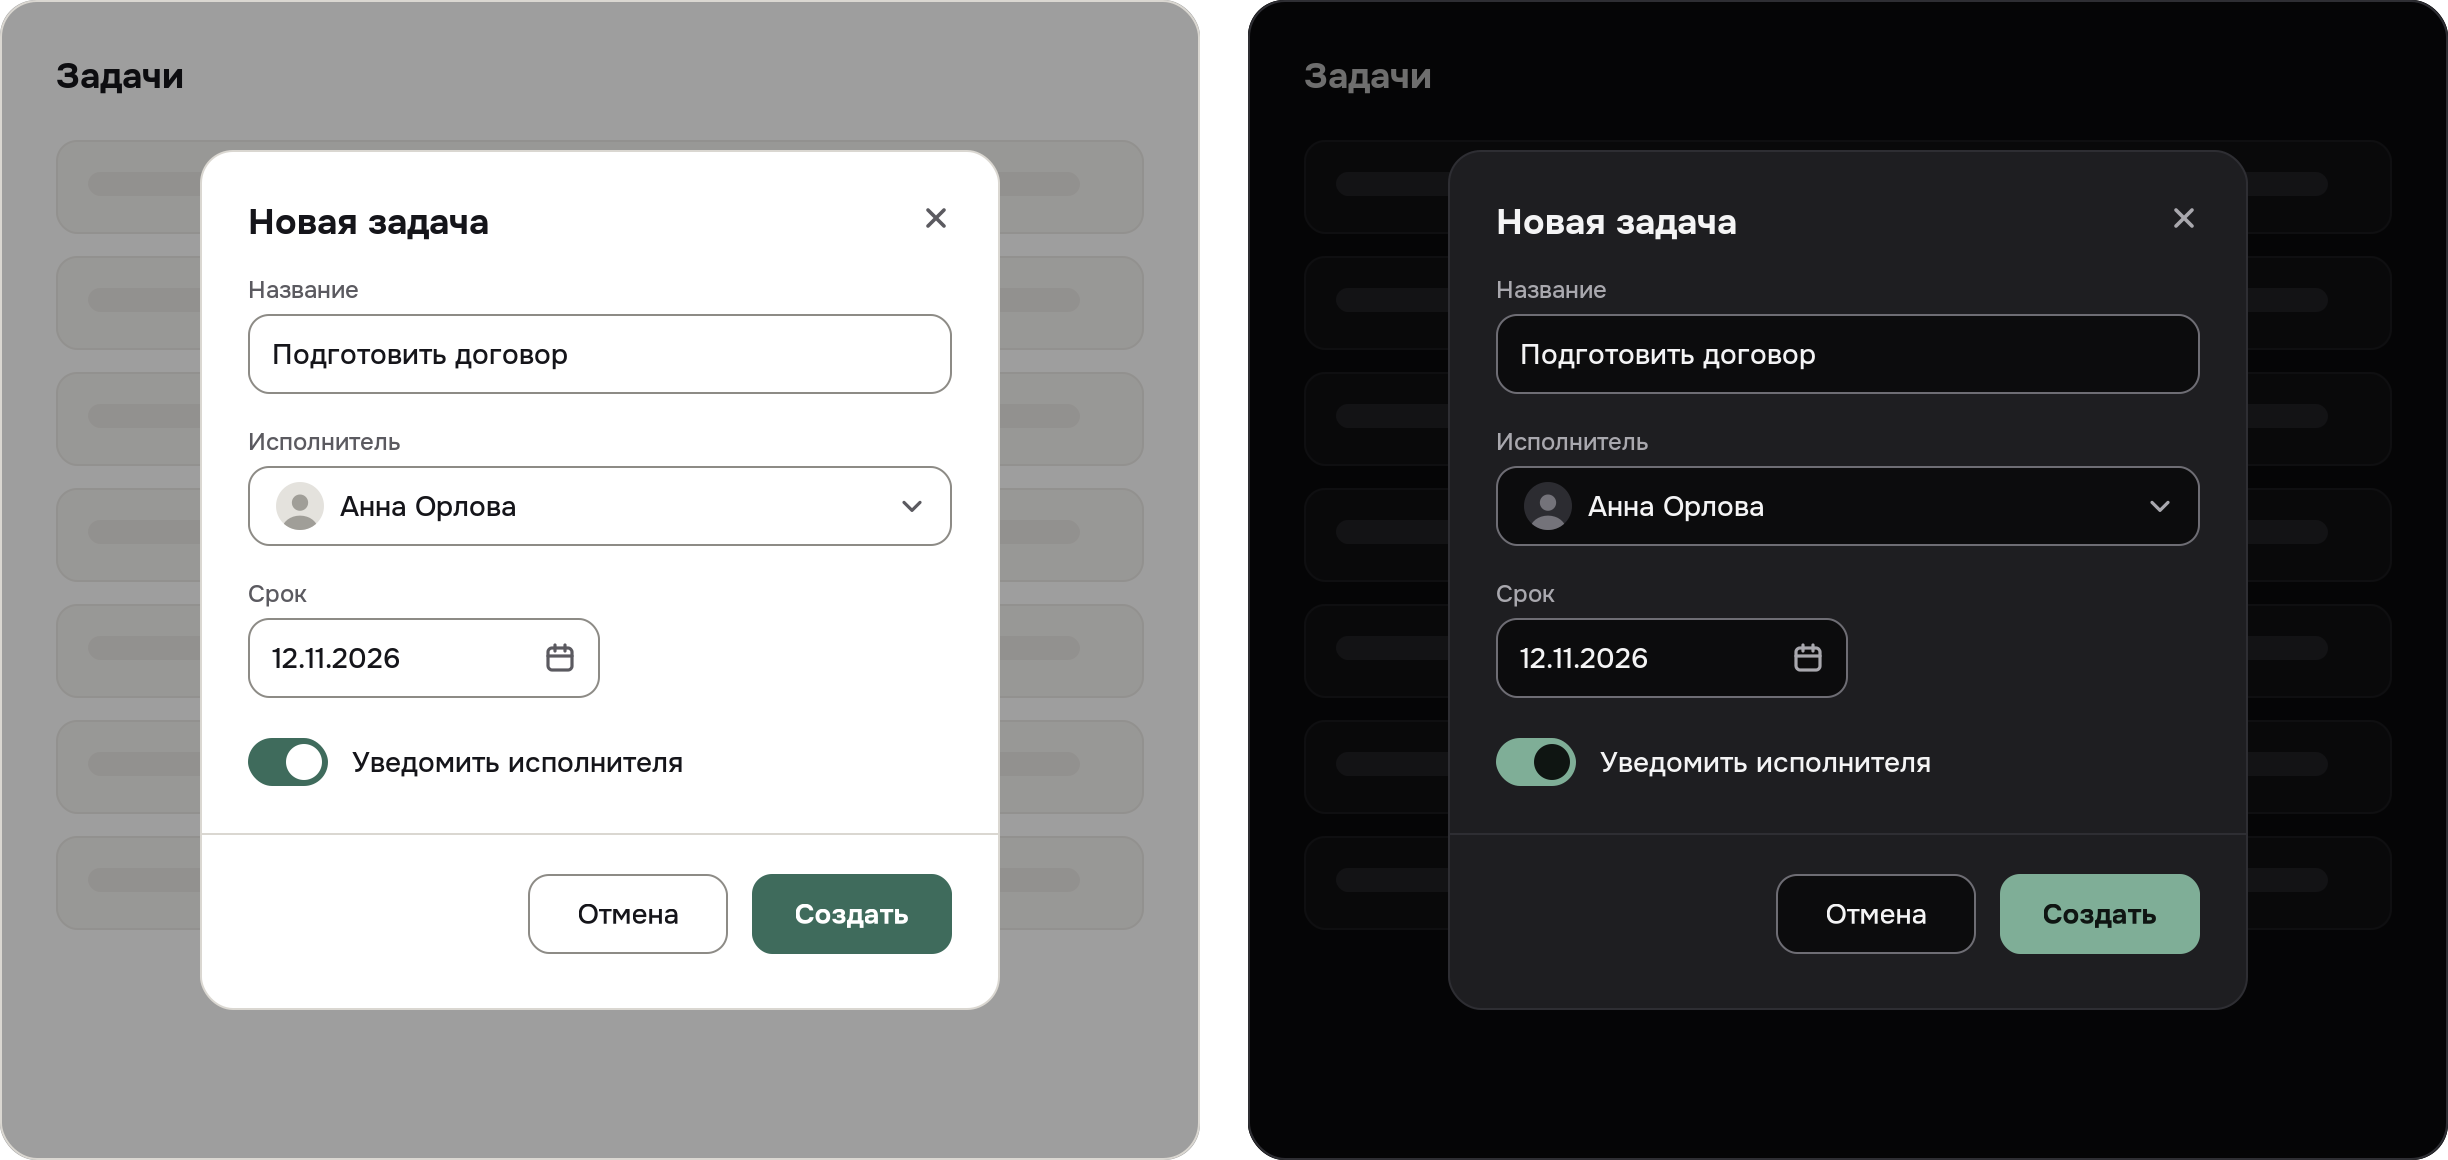 Задачи
Новая задача
Название
Подготовить договор
Исполнитель
Анна Орлова
Срок
12.11.2026
Уведомить исполнителя
Отмена
Создать
Задачи
Новая задача
Название
Подготовить договор
Исполнитель
Анна Орлова
Срок
12.11.2026
Уведомить исполнителя
Отмена
Создать